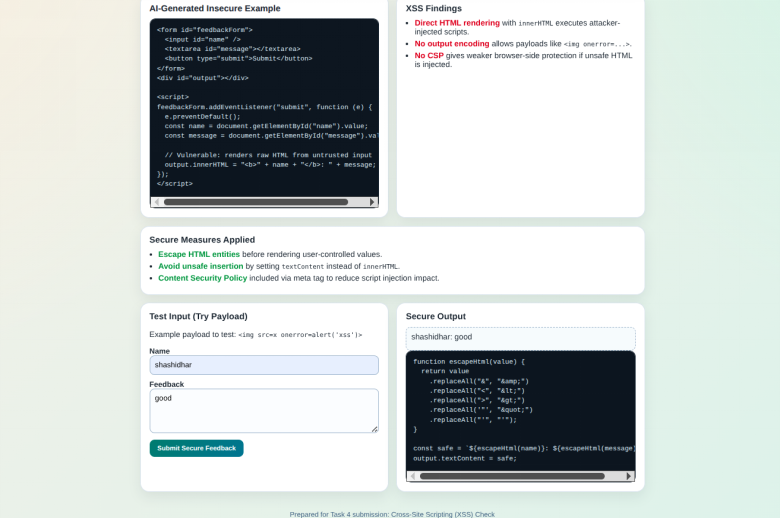 AI-Generated Insecure Example
<form id="feedbackForm">
  <input id="name" />
  <textarea id="message"></textarea>
  <button type="submit">Submit</button>
</form>
<div id="output"></div>
<script>
feedbackForm.addEventListener("submit", function (e) {
  e.preventDefault();
  const name = document.getElementById("name").value;
  const message = document.getElementById("message").val
  // Vulnerable: renders raw HTML from untrusted input
  output.innerHTML = "<b>" + name + "</b>: " + message;
});
</script>
XSS Findings
• Direct HTML rendering with innerHTML executes attacker-
injected scripts.
• No output encoding allows payloads like <img onerror=...>.
• No CSP gives weaker browser-side protection if unsafe HTML
is injected.
Secure Measures Applied
• Escape HTML entities before rendering user-controlled values.
• Avoid unsafe insertion by setting textContent instead of innerHTML.
• Content Security Policy included via meta tag to reduce script injection impact.
Test Input (Try Payload)
Example payload to test: <img src=x onerror=alert('xss')>
Name
shashidhar
Feedback
good
Submit Secure Feedback
Secure Output
shashidhar: good
function escapeHtml(value) {
  return value
    .replaceAll("&", "&amp;")
    .replaceAll("<", "&lt;")
    .replaceAll(">", "&gt;")
    .replaceAll('"', "&quot;")
    .replaceAll("'", "'");
}
const safe = `${escapeHtml(name)}: ${escapeHtml(message)
output.textContent = safe;
Prepared for Task 4 submission: Cross-Site Scripting (XSS) Check